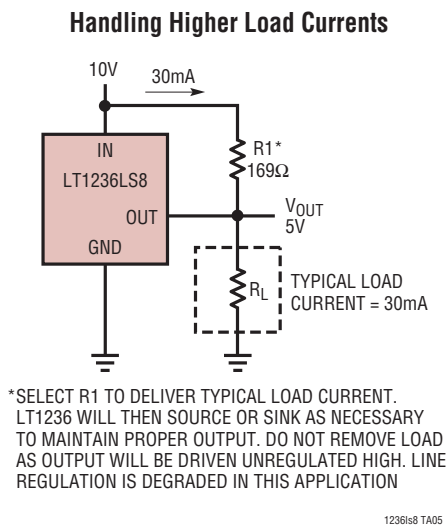 Handling Higher Load Currents
10V
30mA
IN
LT1236LS8
OUT
GND
R1*
169Ω
VOUT
5V
RL
TYPICAL LOAD
CURRENT = 30mA
*SELECT R1 TO DELIVER TYPICAL LOAD CURRENT.
LT1236 WILL THEN SOURCE OR SINK AS NECESSARY
TO MAINTAIN PROPER OUTPUT. DO NOT REMOVE LOAD
AS OUTPUT WILL BE DRIVEN UNREGULATED HIGH. LINE
REGULATION IS DEGRADED IN THIS APPLICATION
1236ls8 TA05